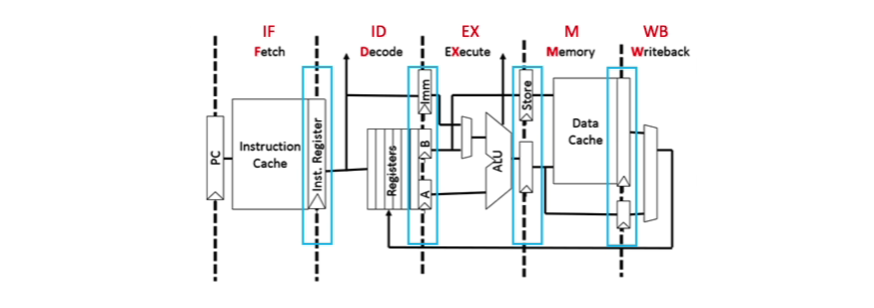 IF
ID
EX
M
WB
Fetch
Decode
EXecute
Memory
Writeback
PC
Instruction
Cache
Inst. Register
Registers
Imm
B
A
ALU
Store
Data
Cache